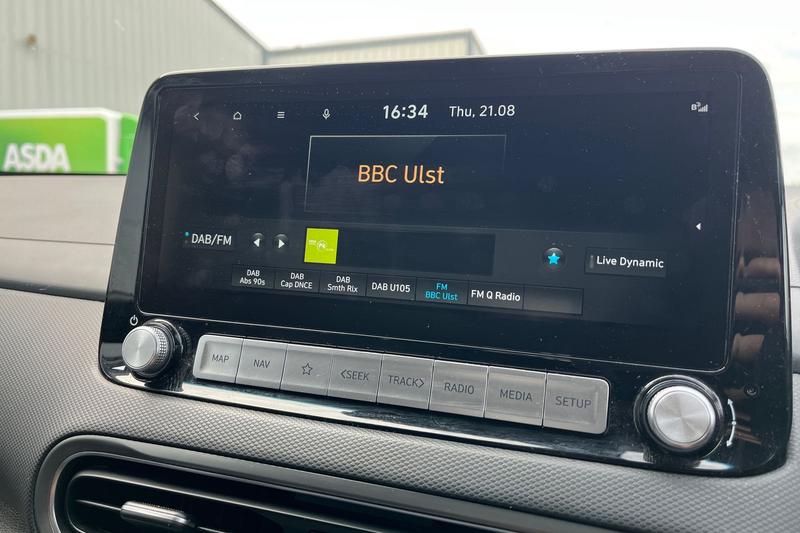 ASDA
16:34 Thu, 21.08
BBC Ulst
DAB/FM
Live Dynamic
DAB
Abs 90s
DAB
Cap DNCE
DAB
Smth Rlx
DAB U105
FM
BBC Ulst
FM Q Radio
MAP
NAV
<SEEK
TRACK>
RADIO
MEDIA
SETUP